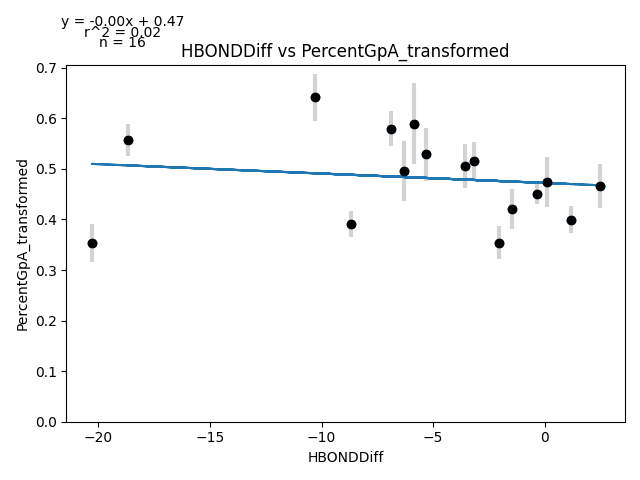 y = -0.00x + 0.47
r^2 = 0.02
n = 16
HBONDDiff vs PercentGpA_transformed
PercentGpA_transformed
0.7
0.6
0.5
0.4
0.3
0.2
0.1
0.0
−20
−15
−10
−5
0
HBONDDiff